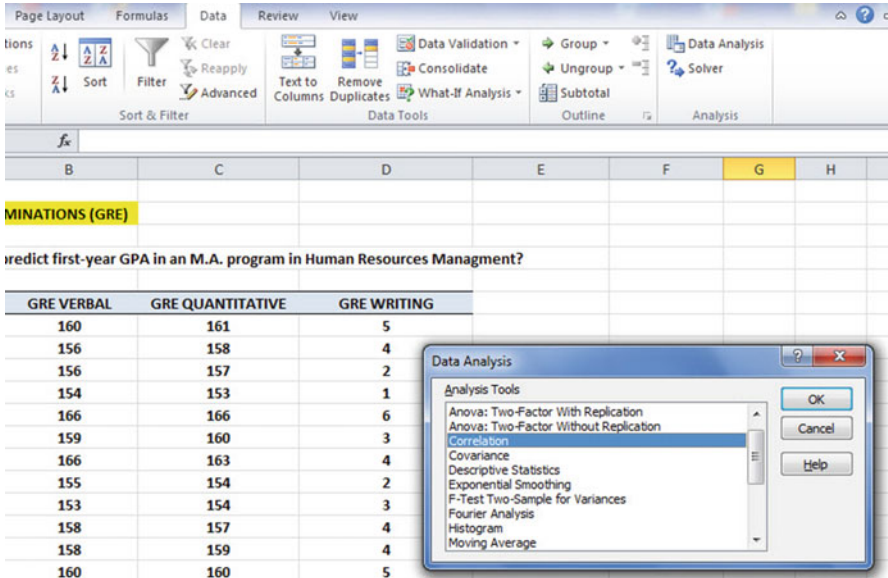 Page Layout Formulas Data Review View
tions Clear Data Validation Group Data Analysis
es Reapply Consolidate Ungroup Solver
Sort Filter Advanced Text to Columns Remove Duplicates What-If Analysis Subtotal
Sort & Filter Data Tools Outline Analysis
fx
B C D E F G H
MINATIONS (GRE)
predict first-year GPA in an M.A. program in Human Resources Managment?
GRE VERBAL GRE QUANTITATIVE GRE WRITING
160 161 5
156 158 4
156 157 2
154 153 1
166 166 6
159 160 3
166 163 4
155 154 2
153 154 3
158 157 4
158 159 4
160 160 5
Data Analysis
Analysis Tools
Anova: Two-Factor With Replication
Anova: Two-Factor Without Replication
Correlation
Covariance
Descriptive Statistics
Exponential Smoothing
F-Test Two-Sample for Variances
Fourier Analysis
Histogram
Moving Average
OK
Cancel
Help